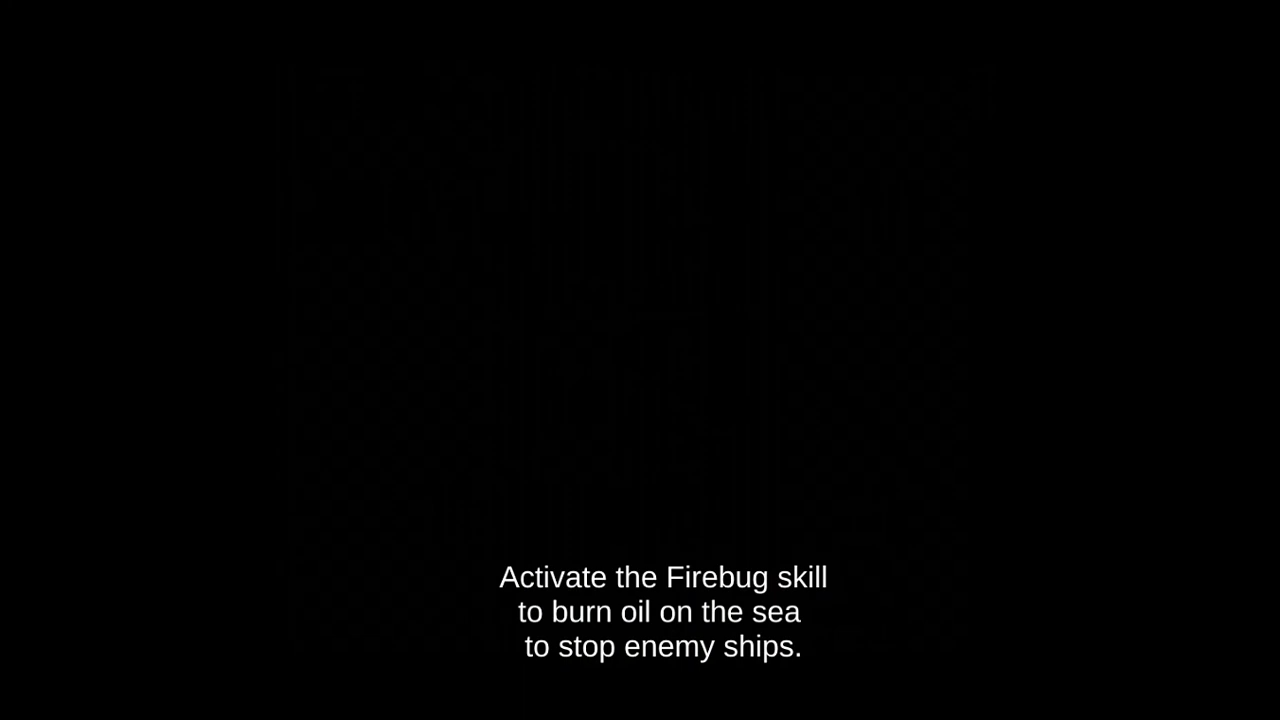 Activate the Firebug skill
to burn oil on the sea
to stop enemy ships.